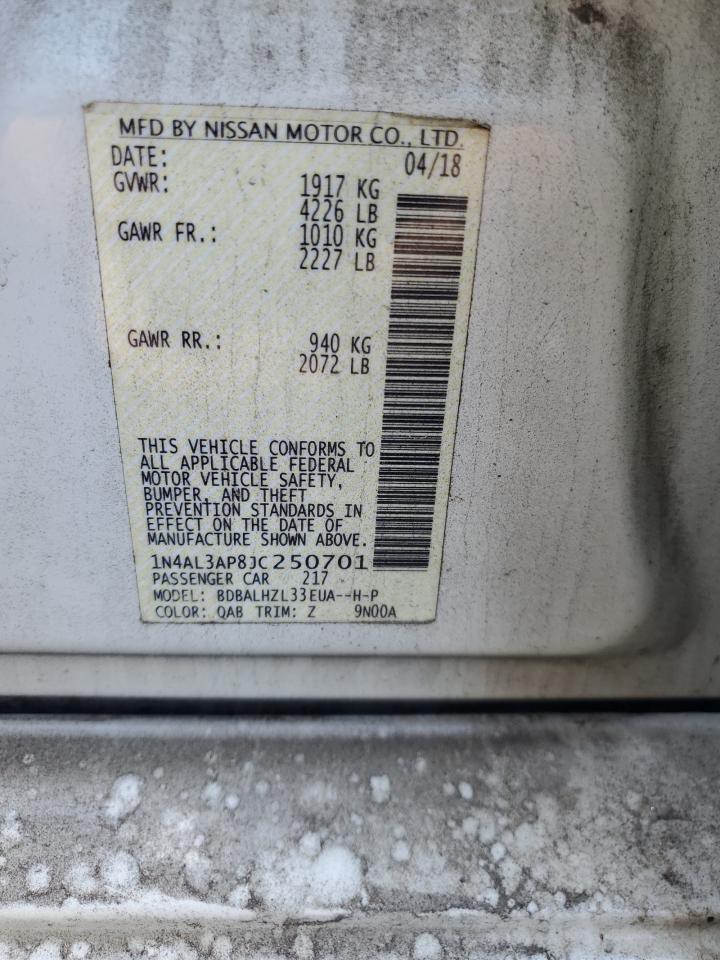 MFD BY NISSAN MOTOR CO., LTD.
DATE: 04/18
GVWR: 1917 KG
4226 LB
GAWR FR.: 1010 KG
2227 LB
GAWR RR.: 940 KG
2072 LB
THIS VEHICLE CONFORMS TO
ALL APPLICABLE FEDERAL
MOTOR VEHICLE SAFETY,
BUMPER, AND THEFT
PREVENTION STANDARDS IN
EFFECT ON THE DATE OF
MANUFACTURE SHOWN ABOVE.
1N4AL3AP8JC250701
PASSENGER CAR 217
MODEL: BDBALHZL33EUA--H-P
COLOR: QAB TRIM: Z 9N00A